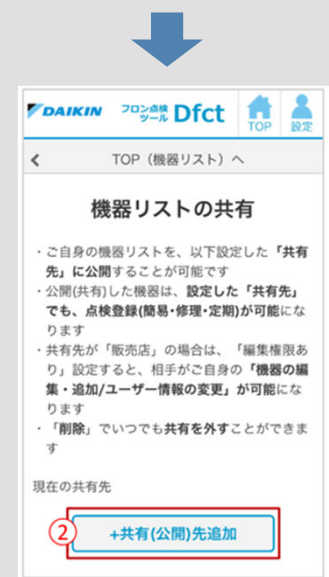 DAIKIN フロン点検ツール Dfct TOP 設定
< TOP（機器リスト）へ
機器リストの共有
・ご自身の機器リストを、以下設定した「共有
先」に公開することが可能です
・公開(共有)した機器は、設定した「共有先」
でも、点検登録(簡易･修理･定期)が可能にな
ります
・共有先が「販売店」の場合は、「編集権限あ
り」設定すると、相手がご自身の「機器の編
集・追加/ユーザー情報の変更」が可能にな
ります
・「削除」でいつでも共有を外すことができま
す
現在の共有先
② +共有(公開)先追加